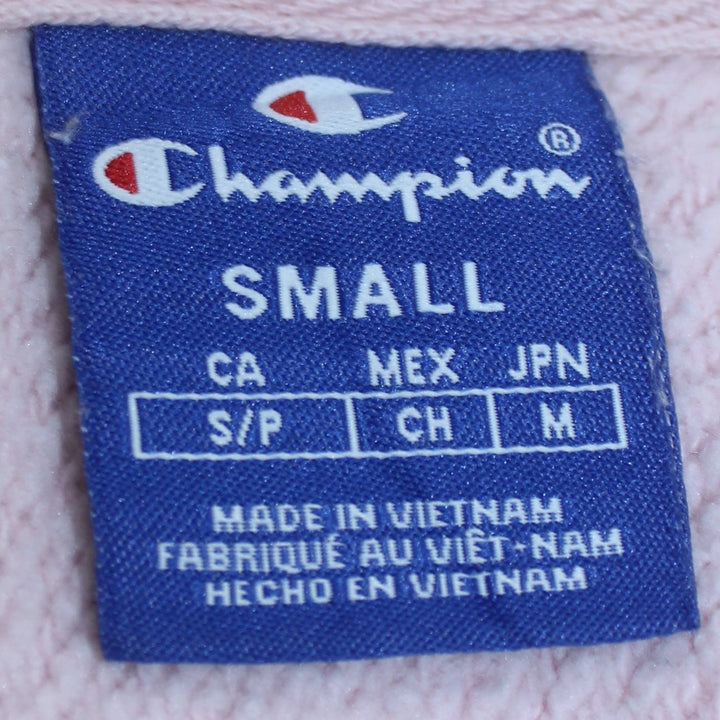 Champion®
SMALL
CA MEX JPN
S/P CH M
MADE IN VIETNAM
FABRIQUÉ AU VIÊT-NAM
HECHO EN VIETNAM